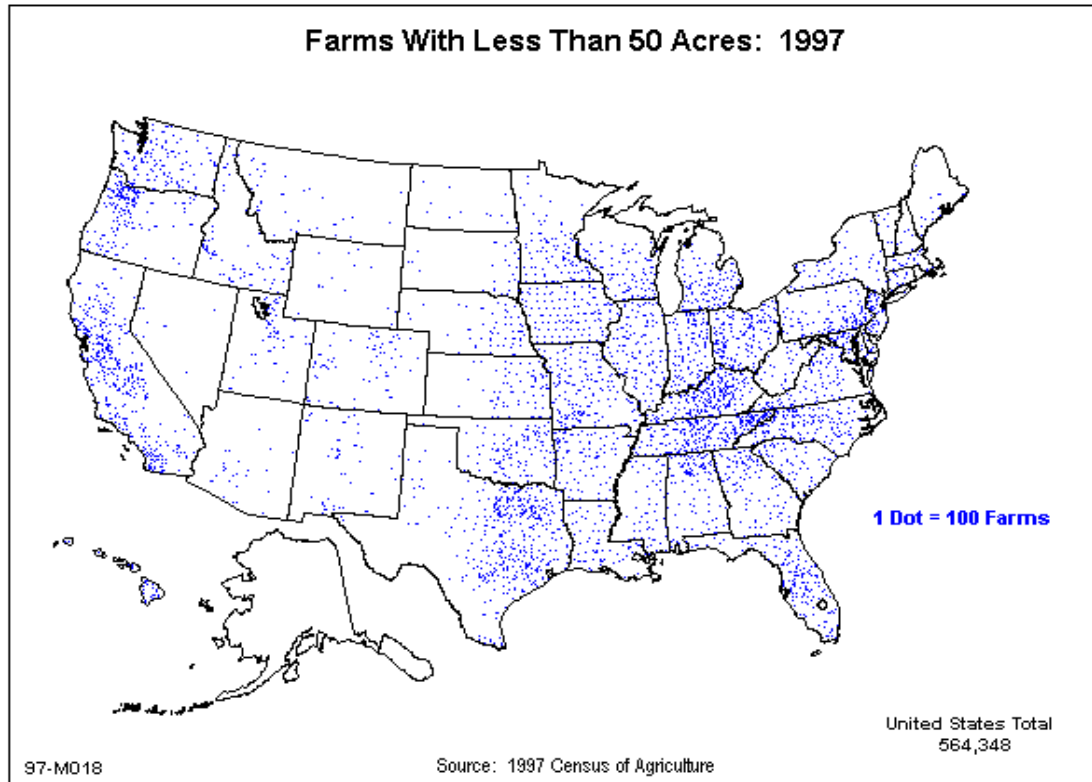 Farms With Less Than 50 Acres:  1997
1 Dot = 100 Farms
United States Total
564,348
97-M018
Source:  1997 Census of Agriculture